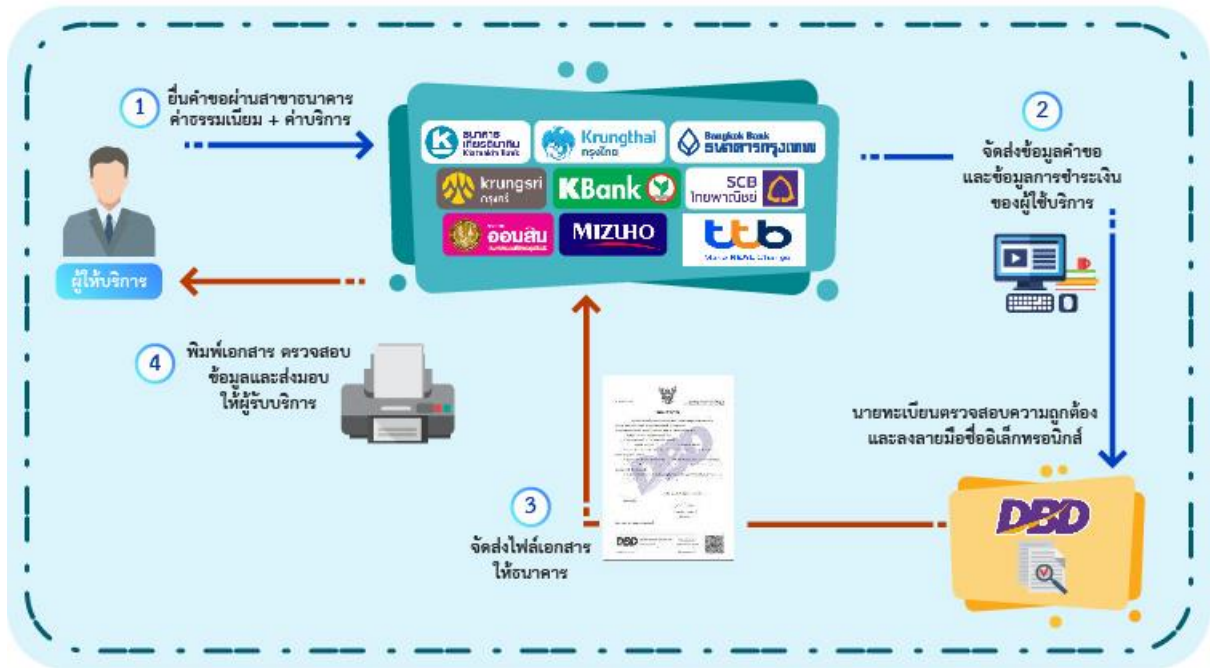 1
ยื่นคำขอผ่านสาขาธนาคาร
ค่าธรรมเนียม + ค่าบริการ
ผู้ให้บริการ
ธนาคาร
เกียรตินาคิน
Kiatnakin Bank
Krungthai
กรุงไทย
Bangkok Bank
ธนาคารกรุงเทพ
krungsri
กรุงศรี
KBank
SCB
ไทยพาณิชย์
ออมสิน
MIZUHO
ttb
Make REAL Change
2
จัดส่งข้อมูลคำขอ
และข้อมูลการชำระเงิน
ของผู้ใช้บริการ
นายทะเบียนตรวจสอบความถูกต้อง
และลงลายมือชื่ออิเล็กทรอนิกส์
DBD
3
จัดส่งไฟล์เอกสาร
ให้ธนาคาร
DBD
DBD
4
พิมพ์เอกสาร ตรวจสอบ
ข้อมูลและส่งมอบ
ให้ผู้รับบริการ